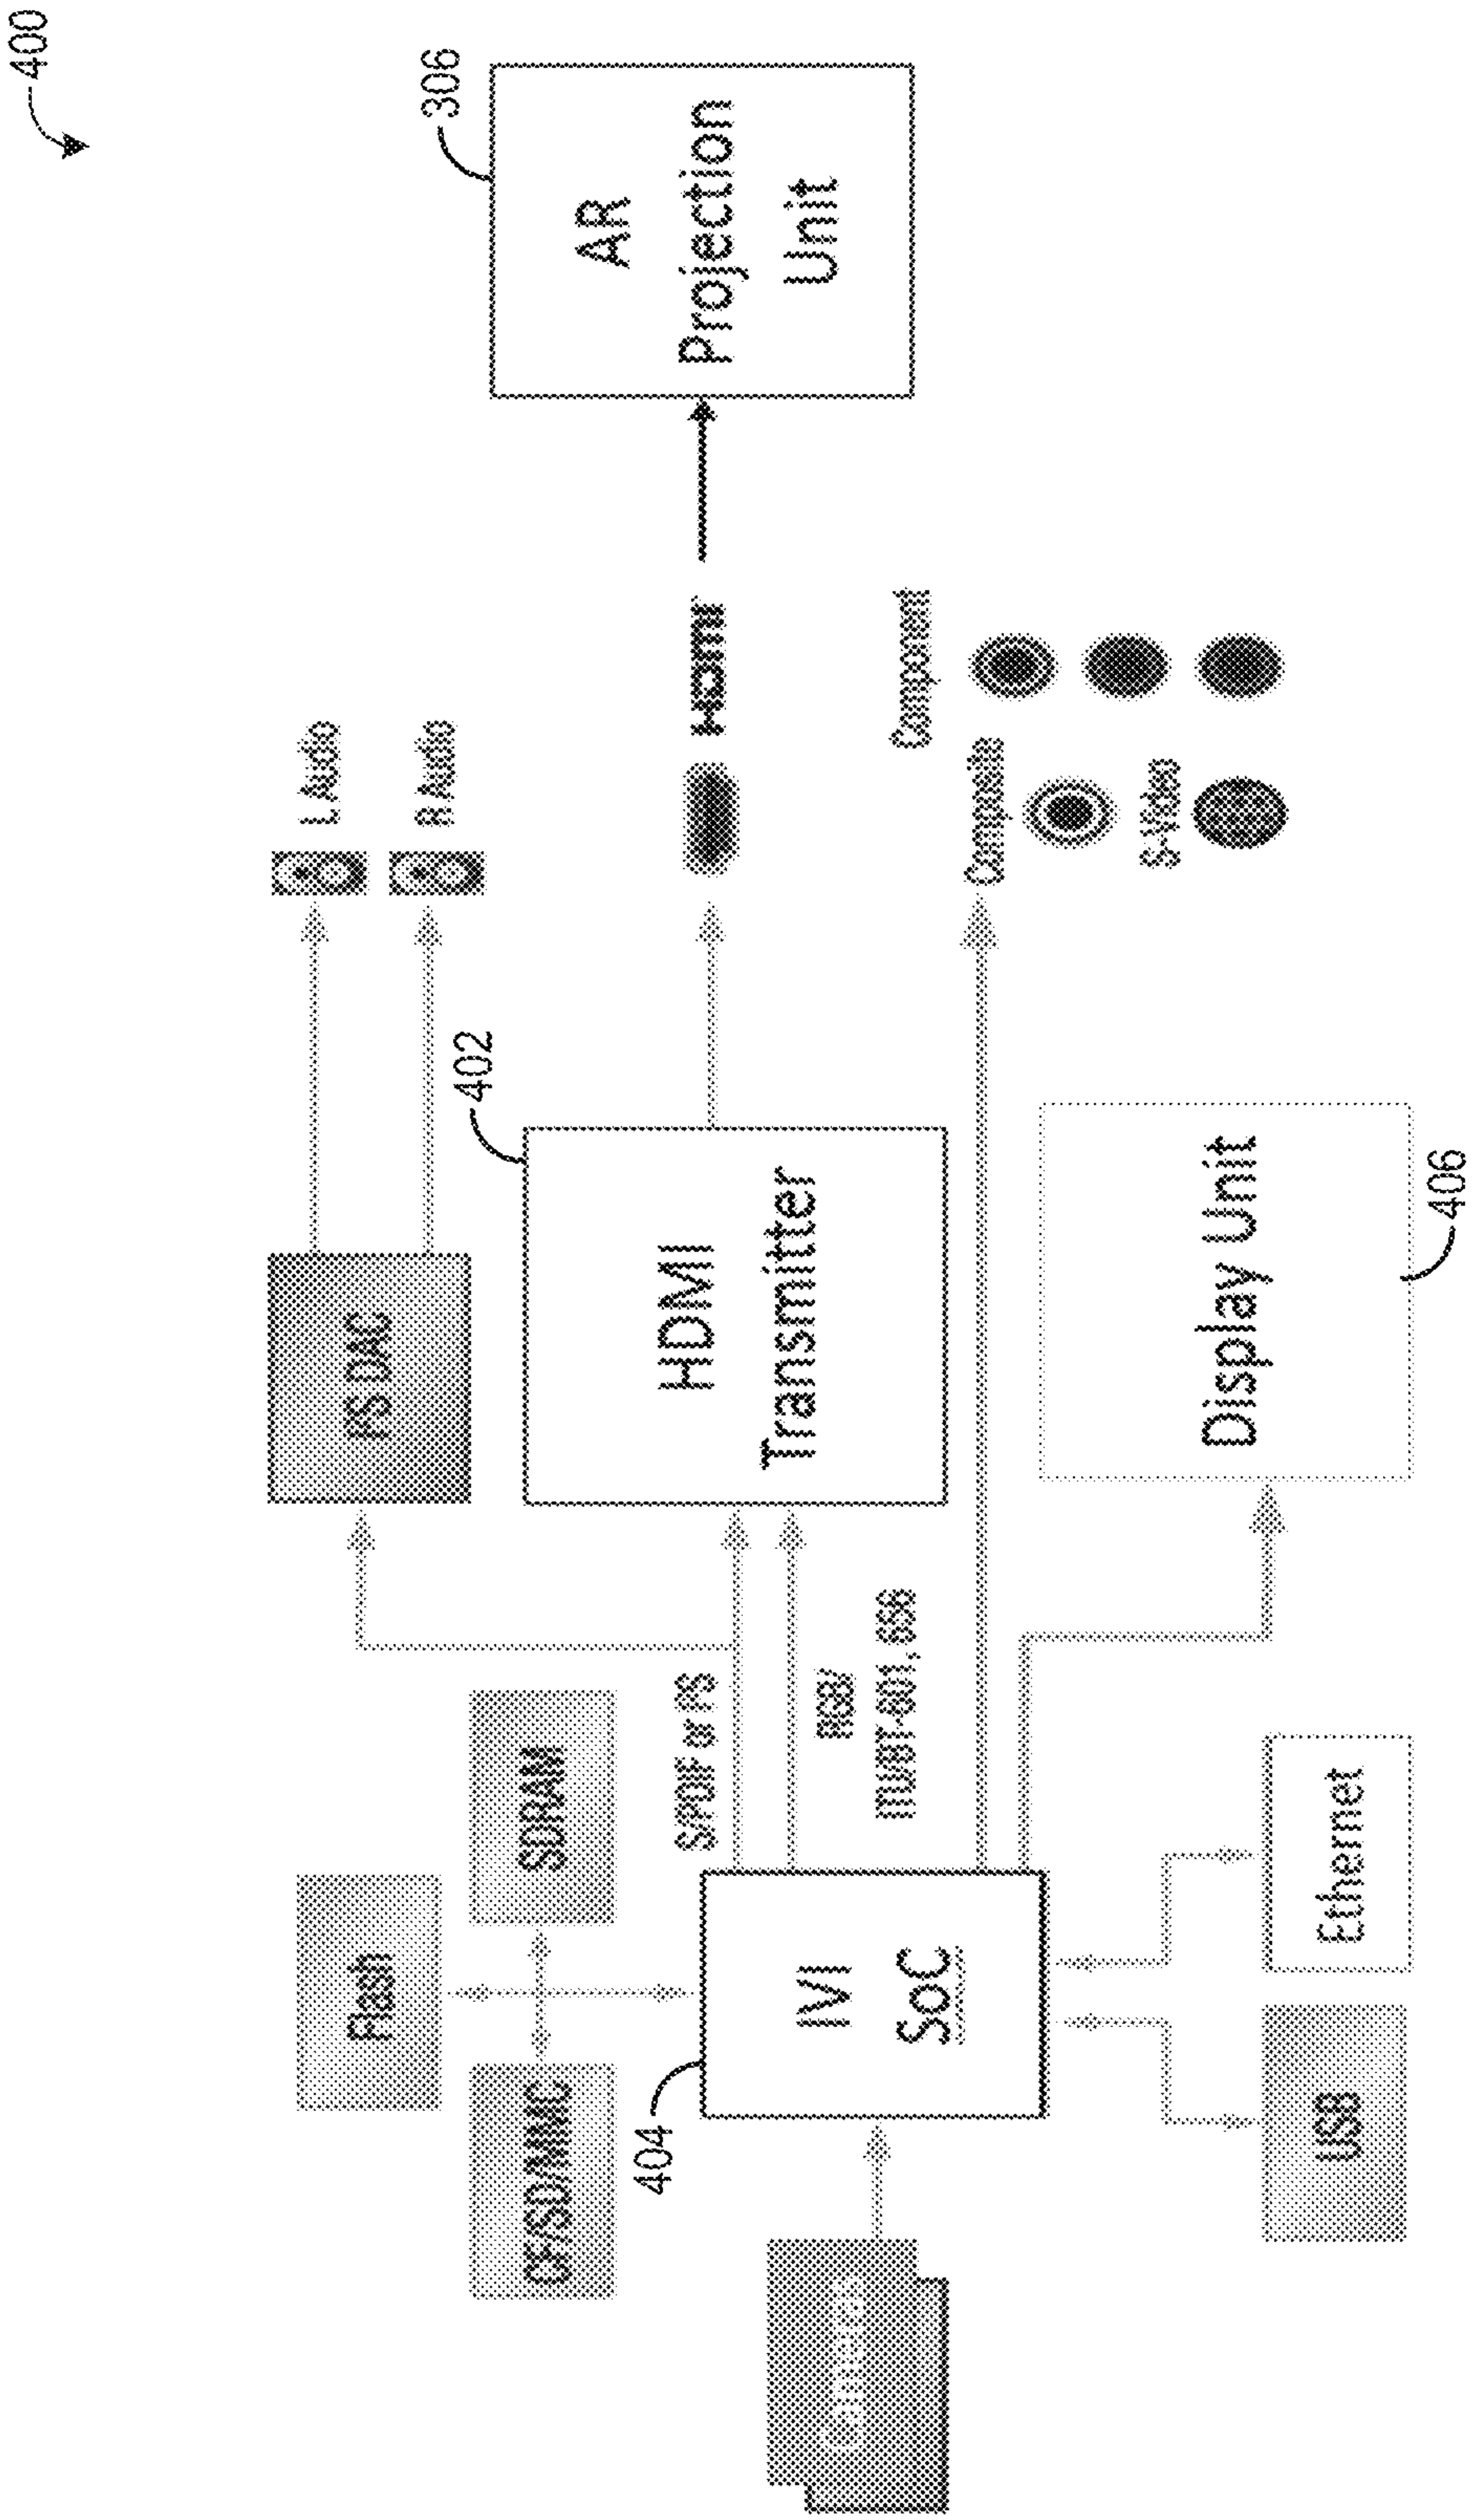 400
Flash
CF/SD/MMC
SDRAM
I²S DAC
L Audio
R Audio
404
IVI
SoC
S/PDIF or I²S
RGB/
ITU/BT-601, 656
402
HDMI
Transmitter
HDMI
306
AR
Projection
Unit
Camera
Component
Composite
S-Video
USB
Ethernet
Display Unit
406